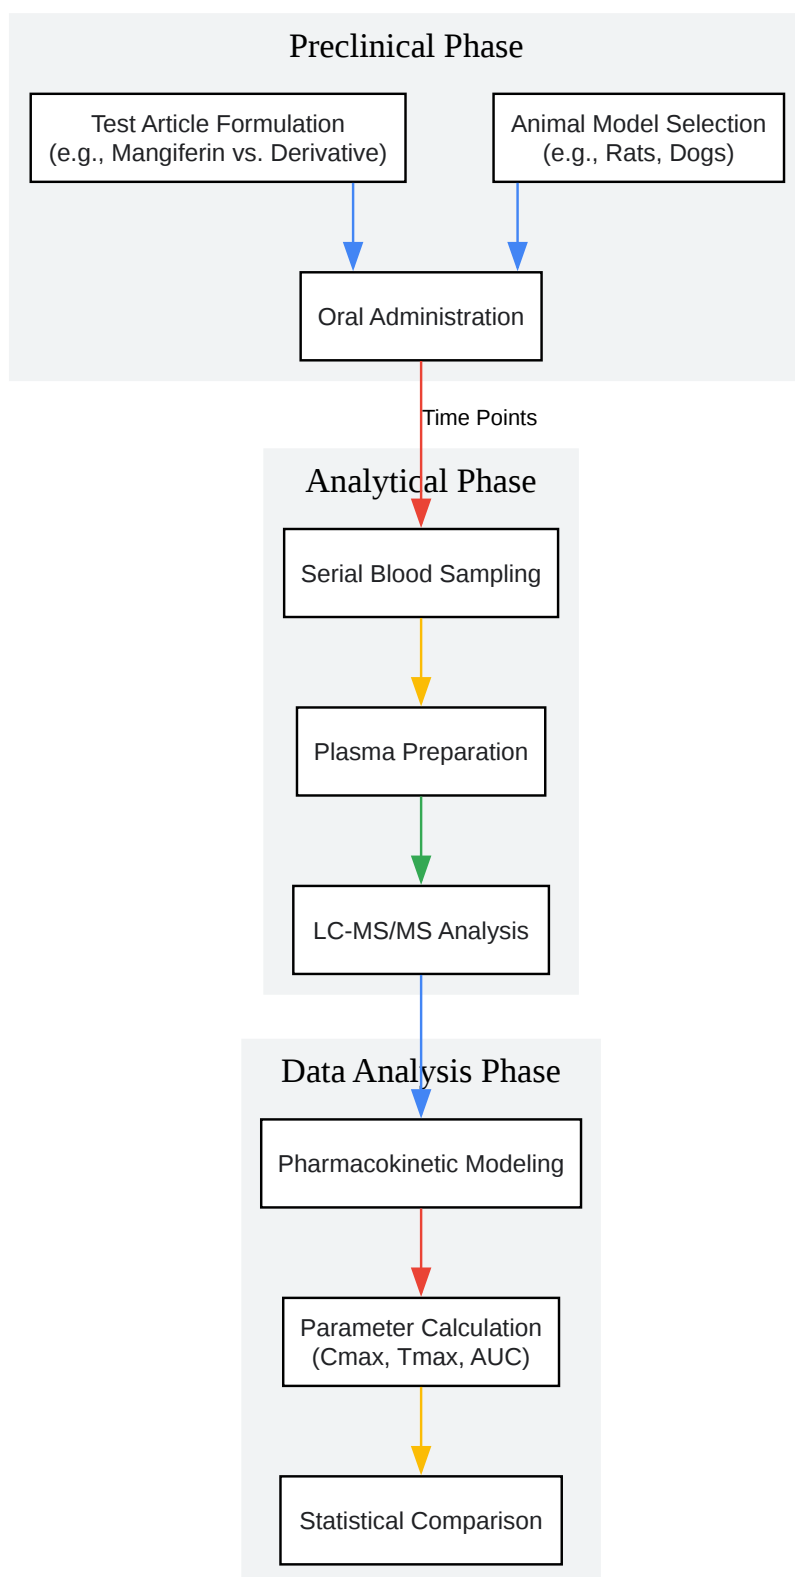 Preclinical Phase
Test Article Formulation
(e.g., Mangiferin vs. Derivative)
Animal Model Selection
(e.g., Rats, Dogs)
Oral Administration
Time Points
Analytical Phase
Serial Blood Sampling
Plasma Preparation
LC-MS/MS Analysis
Data Analysis Phase
Pharmacokinetic Modeling
Parameter Calculation
(Cmax, Tmax, AUC)
Statistical Comparison